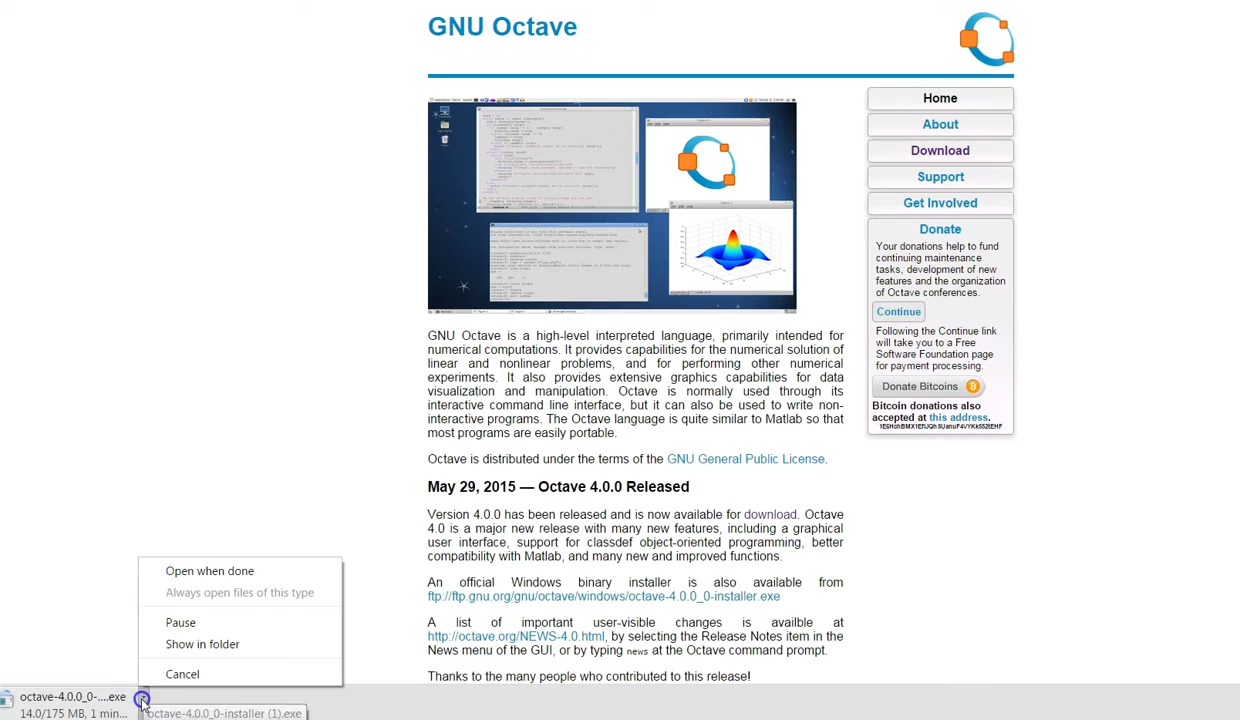 GNU Octave
Home
About
Download
Support
Get Involved
Donate
Your donations help to fund
continuing maintenance
tasks, development of new
features and the organization
of Octave conferences.
Continue
Following the Continue link
will take you to a Free
Software Foundation page
for payment processing.
Donate Bitcoins
Bitcoin donations also
accepted at this address.
GNU Octave is a high-level interpreted language, primarily intended for
numerical computations. It provides capabilities for the numerical solution of
linear and nonlinear problems, and for performing other numerical
experiments. It also provides extensive graphics capabilities for data
visualization and manipulation. Octave is normally used through its
interactive command line interface, but it can also be used to write non-
interactive programs. The Octave language is quite similar to Matlab so that
most programs are easily portable.
Octave is distributed under the terms of the GNU General Public License.
May 29, 2015 — Octave 4.0.0 Released
Version 4.0.0 has been released and is now available for download. Octave
4.0 is a major new release with many new features, including a graphical
user interface, support for classdef object-oriented programming, better
compatibility with Matlab, and many new and improved functions.
An official Windows binary installer is also available from
ftp://ftp.gnu.org/gnu/octave/windows/octave-4.0.0_0-installer.exe
A list of important user-visible changes is availble at
http://octave.org/NEWS-4.0.html, by selecting the Release Notes item in the
News menu of the GUI, or by typing news at the Octave command prompt.
Thanks to the many people who contributed to this release!
Open when done
Always open files of this type
Pause
Show in folder
Cancel
octave-4.0.0_0-....exe
14.0/175 MB, 1 min...
octave-4.0.0_0-installer (1).exe